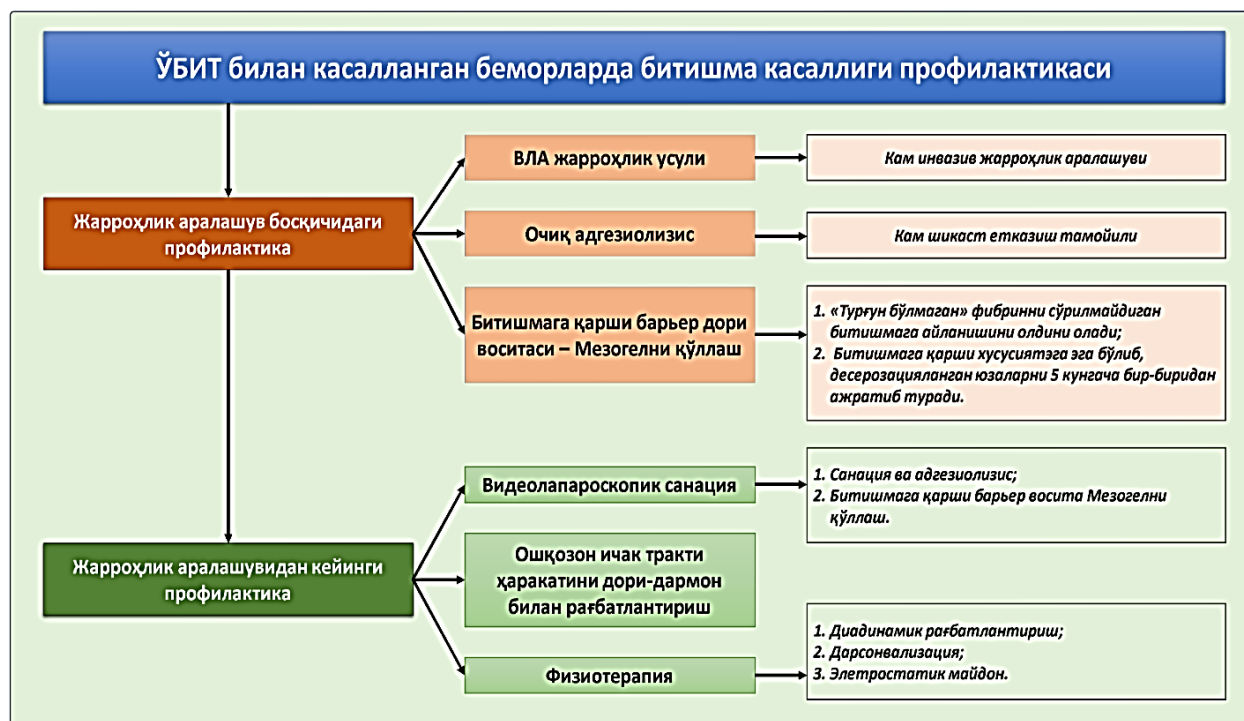 ЎБИТ билан касалланган беморларда битишма касаллиги профилактикаси
Жарроҳлик аралашув босқичидаги
профилактика
ВЛА жарроҳлик усули
Кам инвазив жарроҳлик аралашуви
Очиқ адгезиолизис
Кам шикаст етказиш тамойили
Битишмага қарши барьер дори
воситаси – Мезогелни қўллаш
1. «Турғун бўлмаган» фибринни сўрилмайдиган
битишмага айланишини олдини олади;
2. Битишмага қарши хусусиятэга эга бўлиб,
десерозацияланган юзаларни 5 кунгача бир-биридан
ажратиб туради.
Жарроҳлик аралашувидан кейинги
профилактика
Видеолапароскопик санация
1. Санация ва адгезиолизис;
2. Битишмага қарши барьер восита Мезогелни
қўллаш.
Ошқозон ичак тракти
ҳаракатини дори-дармон
билан рағбатлантириш
Физиотерапия
1. Диадинамик рағбатлантириш;
2. Дарсонвализация;
3. Элетростатик майдон.